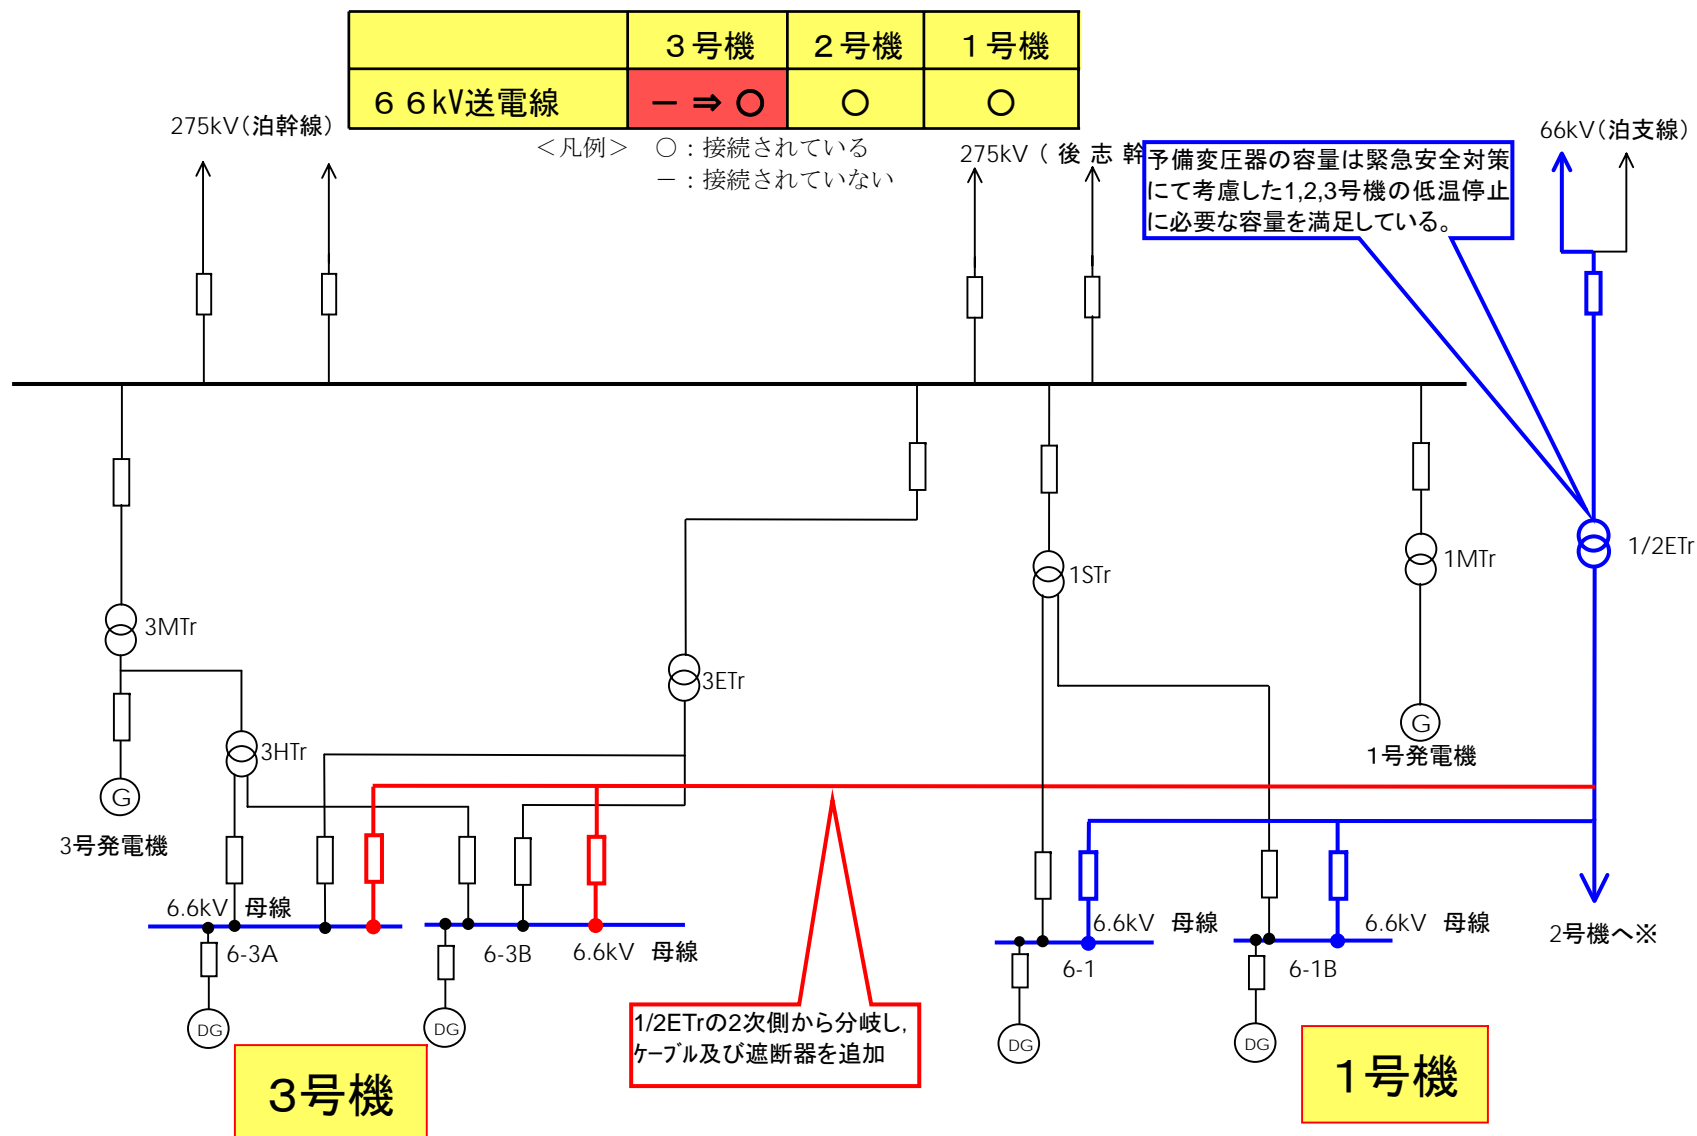 ３号機 ２号機 １号機
６６kV送電線 － ⇒ ○ ○ ○
＜凡例＞ ○：接続されている
－：接続されていない
275kV（泊幹線）
275kV（後志幹
66kV（泊支線）
予備変圧器の容量は緊急安全対策
にて考慮した1,2,3号機の低温停止
に必要な容量を満足している。
1/2ETr
1MTr
1STr
3MTr
3ETr
3HTr
G
1号発電機
G
3号発電機
6.6kV 母線
6-3A
6-3B
6.6kV 母線
6.6kV 母線
6-1
6.6kV 母線
6-1B
2号機へ※
DG
DG
DG
DG
1/2ETrの2次側から分岐し,
ｹｰﾌﾞﾙ及び遮断器を追加
３号機
１号機